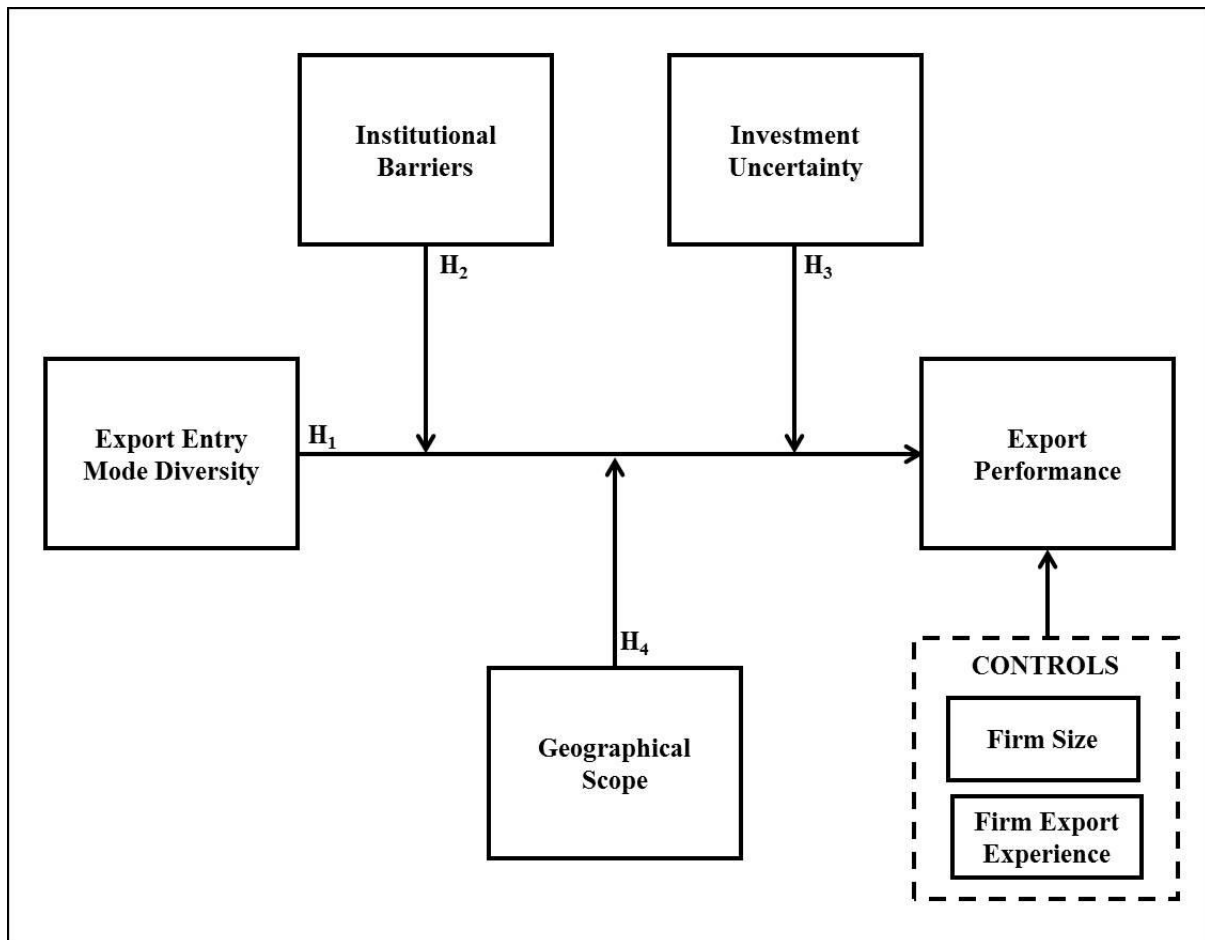 Institutional
Barriers
Investment
Uncertainty
H₂
H₃
Export Entry
Mode Diversity
H₁
Export
Performance
H₄
Geographical
Scope
CONTROLS
Firm Size
Firm Export
Experience